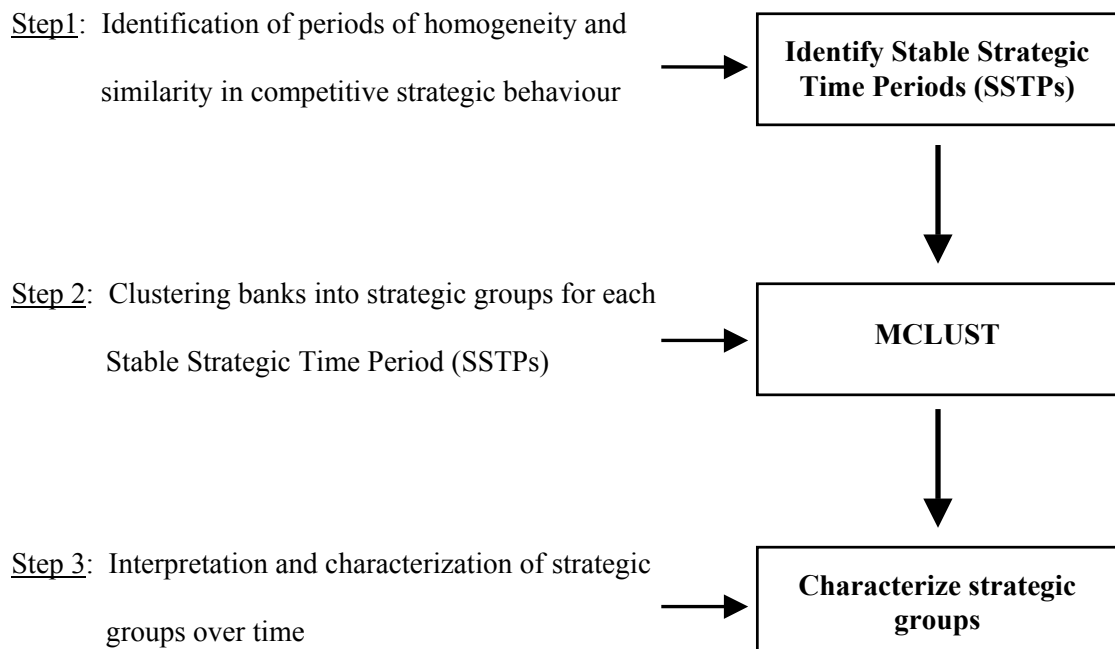 Step1: Identification of periods of homogeneity and
similarity in competitive strategic behaviour
Identify Stable Strategic
Time Periods (SSTPs)
Step 2: Clustering banks into strategic groups for each
Stable Strategic Time Period (SSTPs)
MCLUST
Step 3: Interpretation and characterization of strategic
groups over time
Characterize strategic
groups